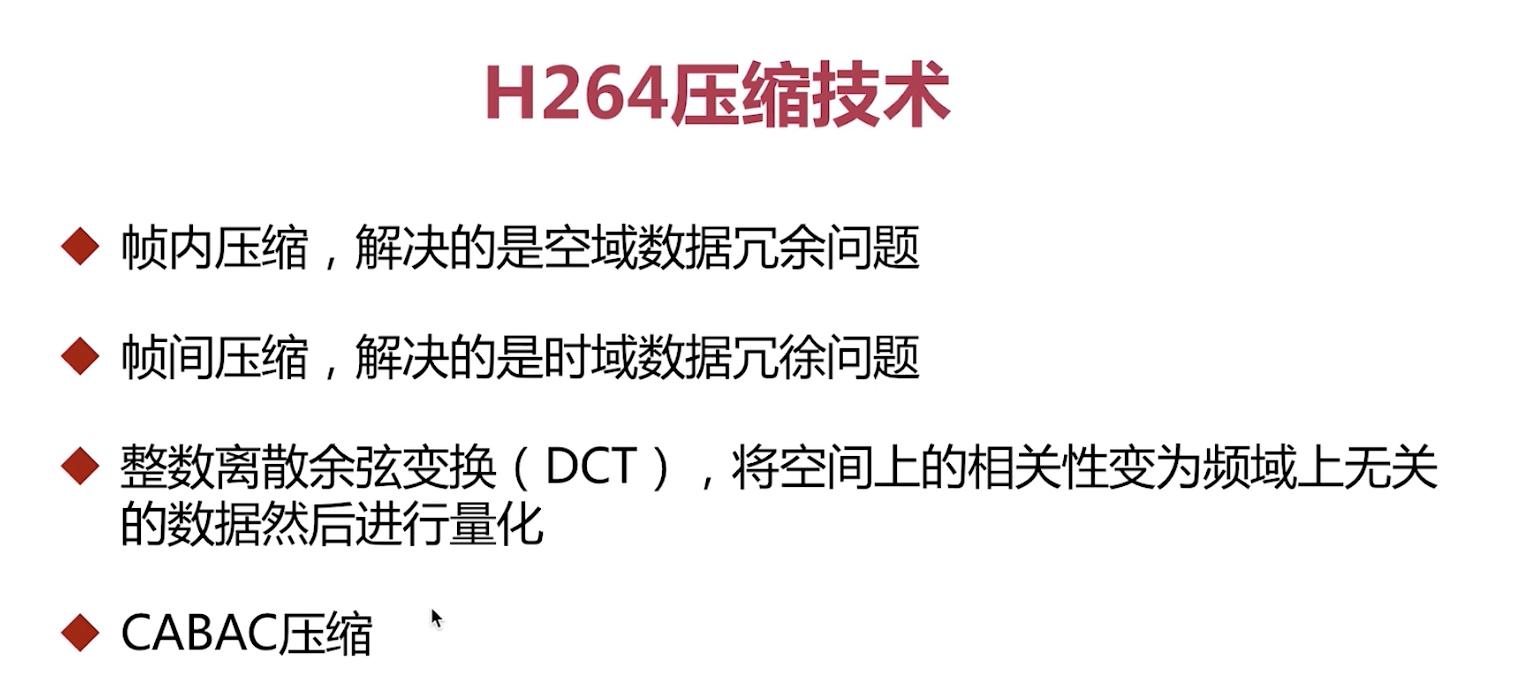 H264压缩技术
帧内压缩，解决的是空域数据冗余问题
帧间压缩，解决的是时域数据冗徐问题
整数离散余弦变换（DCT），将空间上的相关性变为频域上无关
的数据然后进行量化
CABAC压缩